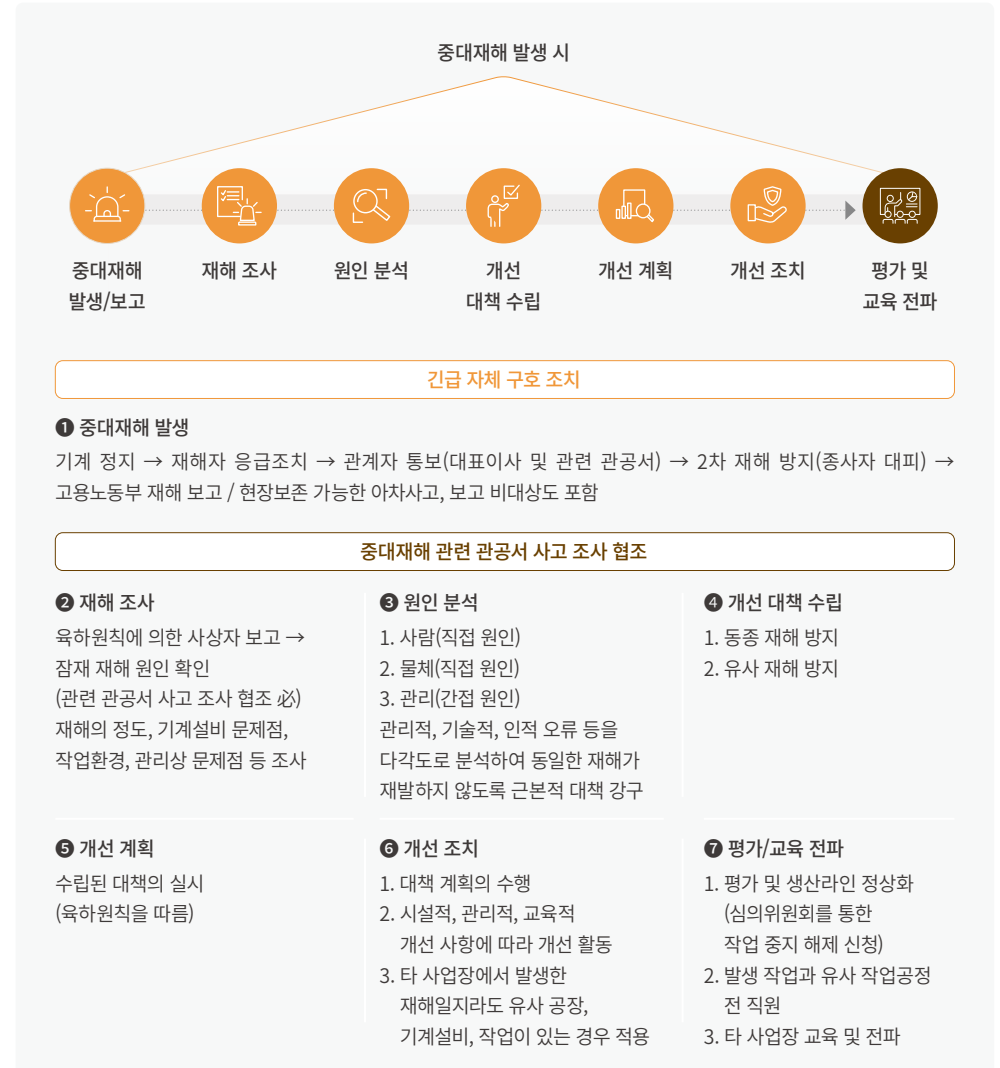 중대재해 발생 시
중대재해
발생/보고
재해 조사
원인 분석
개선
대책 수립
개선 계획
개선 조치
평가 및
교육 전파
긴급 자체 구호 조치
❶ 중대재해 발생
기계 정지 → 재해자 응급조치 → 관계자 통보(대표이사 및 관련 관공서) → 2차 재해 방지(종사자 대피) →
고용노동부 재해 보고 / 현장보존 가능한 아차사고, 보고 비대상도 포함
중대재해 관련 관공서 사고 조사 협조
❷ 재해 조사
육하원칙에 의한 사상자 보고 →
잠재 재해 원인 확인
(관련 관공서 사고 조사 협조 必)
재해의 정도, 기계설비 문제점,
작업환경, 관리상 문제점 등 조사
❸ 원인 분석
1. 사람(직접 원인)
2. 물체(직접 원인)
3. 관리(간접 원인)
관리적, 기술적, 인적 오류 등을
다각도로 분석하여 동일한 재해가
재발하지 않도록 근본적 대책 강구
❹ 개선 대책 수립
1. 동종 재해 방지
2. 유사 재해 방지
❺ 개선 계획
수립된 대책의 실시
(육하원칙을 따름)
❻ 개선 조치
1. 대책 계획의 수행
2. 시설적, 관리적, 교육적
개선 사항에 따라 개선 활동
3. 타 사업장에서 발생한
재해일지라도 유사 공장,
기계설비, 작업이 있는 경우 적용
❼ 평가/교육 전파
1. 평가 및 생산라인 정상화
(심의위원회를 통한
작업 중지 해제 신청)
2. 발생 작업과 유사 작업공정
전 직원
3. 타 사업장 교육 및 전파